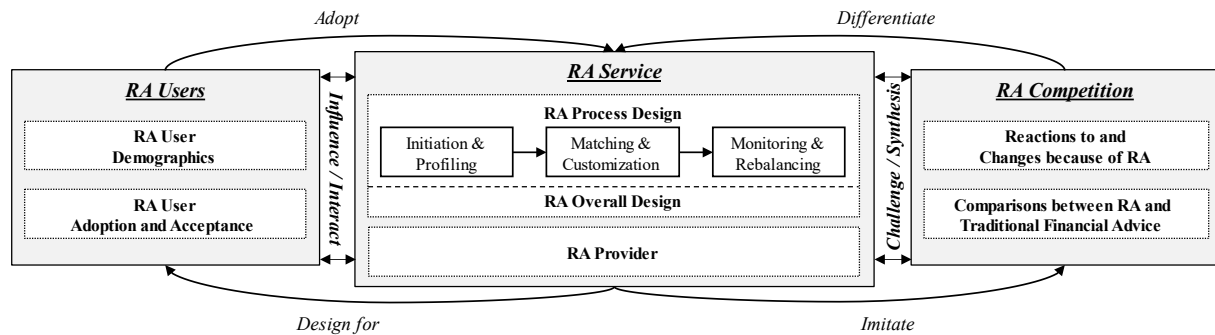 Adopt
Differentiate
RA Users
RA User
Demographics
RA User
Adoption and Acceptance
Influence / Interact
RA Service
RA Process Design
Initiation &
Profiling
Matching &
Customization
Monitoring &
Rebalancing
RA Overall Design
RA Provider
Challenge / Synthesis
RA Competition
Reactions to and
Changes because of RA
Comparisons between RA and
Traditional Financial Advice
Design for
Imitate